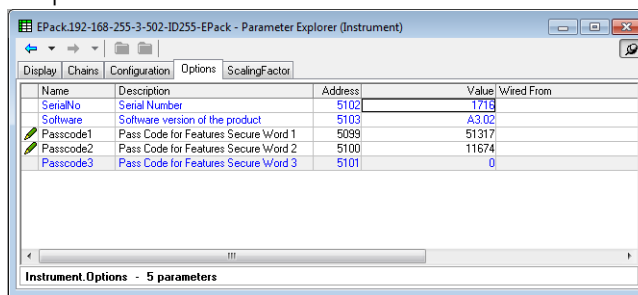 EPack.192-168-255-3-502-ID255-EPack - Parameter Explorer (Instrument)
Display Chains Configuration Options ScalingFactor
Name Description Address Value Wired From
SerialNo Serial Number 5102 1716
Software Software version of the product 5103 A3.02
Passcode1 Pass Code for Features Secure Word 1 5099 51317
Passcode2 Pass Code for Features Secure Word 2 5100 11674
Passcode3 Pass Code for Features Secure Word 3 5101 0
Instrument.Options - 5 parameters